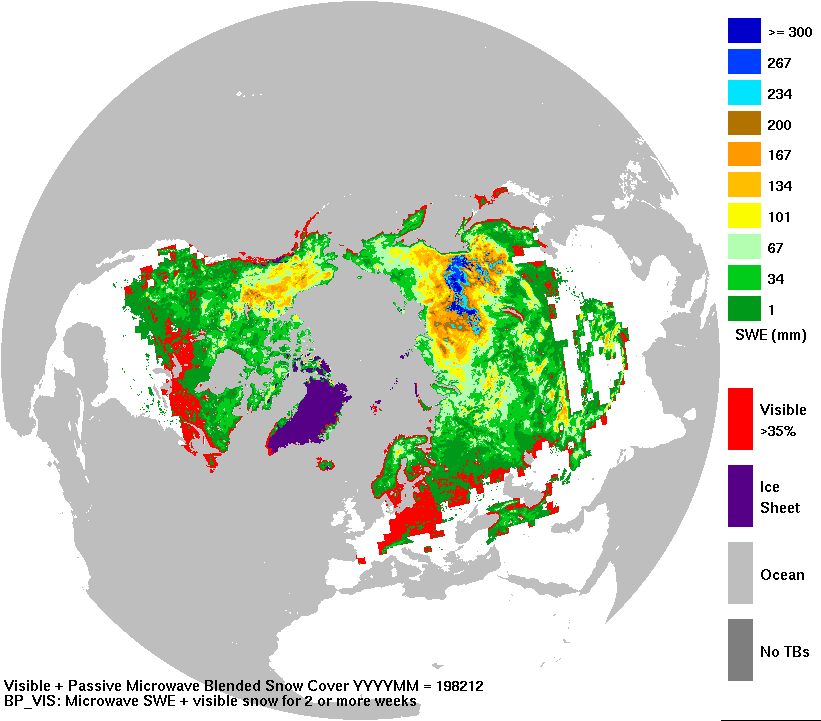 >= 300
267
234
200
167
134
101
67
34
1
SWE (mm)
Visible
>35%
Ice
Sheet
Ocean
No TBs
Visible + Passive Microwave Blended Snow Cover YYYYMM = 198212
BP_VIS: Microwave SWE + visible snow for 2 or more weeks